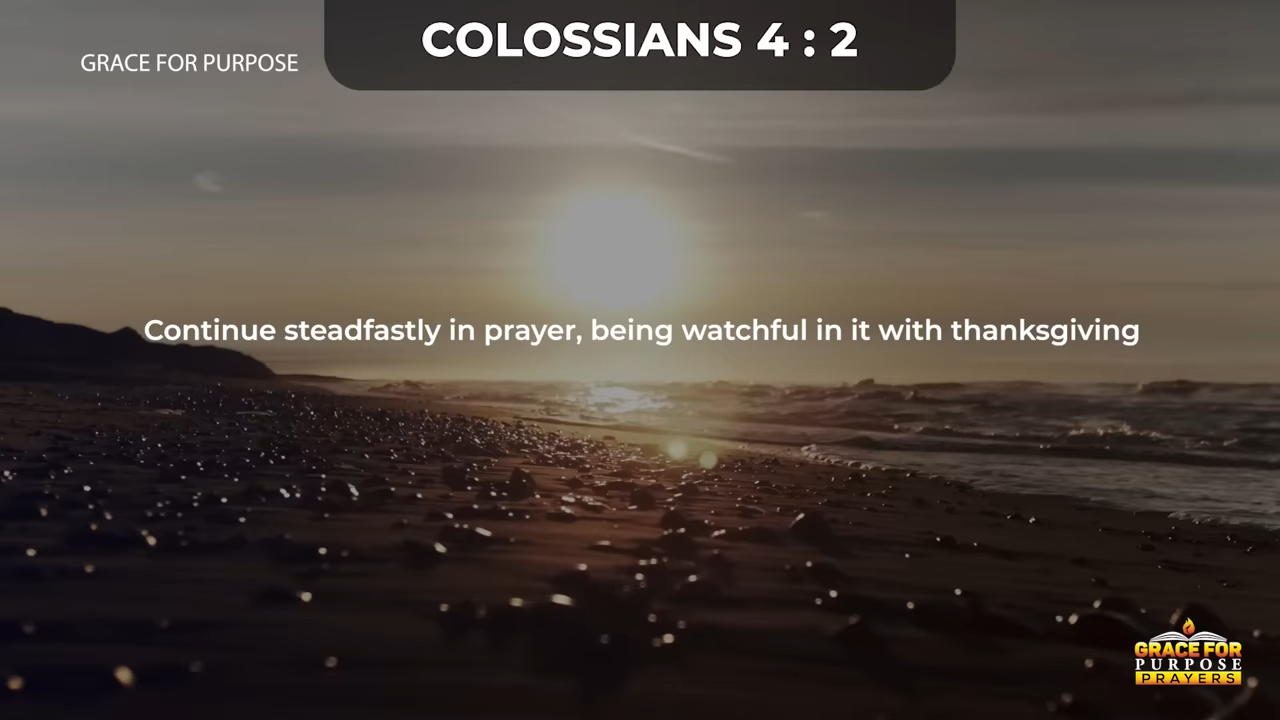 COLOSSIANS 4 : 2
GRACE FOR PURPOSE
Continue steadfastly in prayer, being watchful in it with thanksgiving
GRACE FOR
PURPOSE
PRAYERS